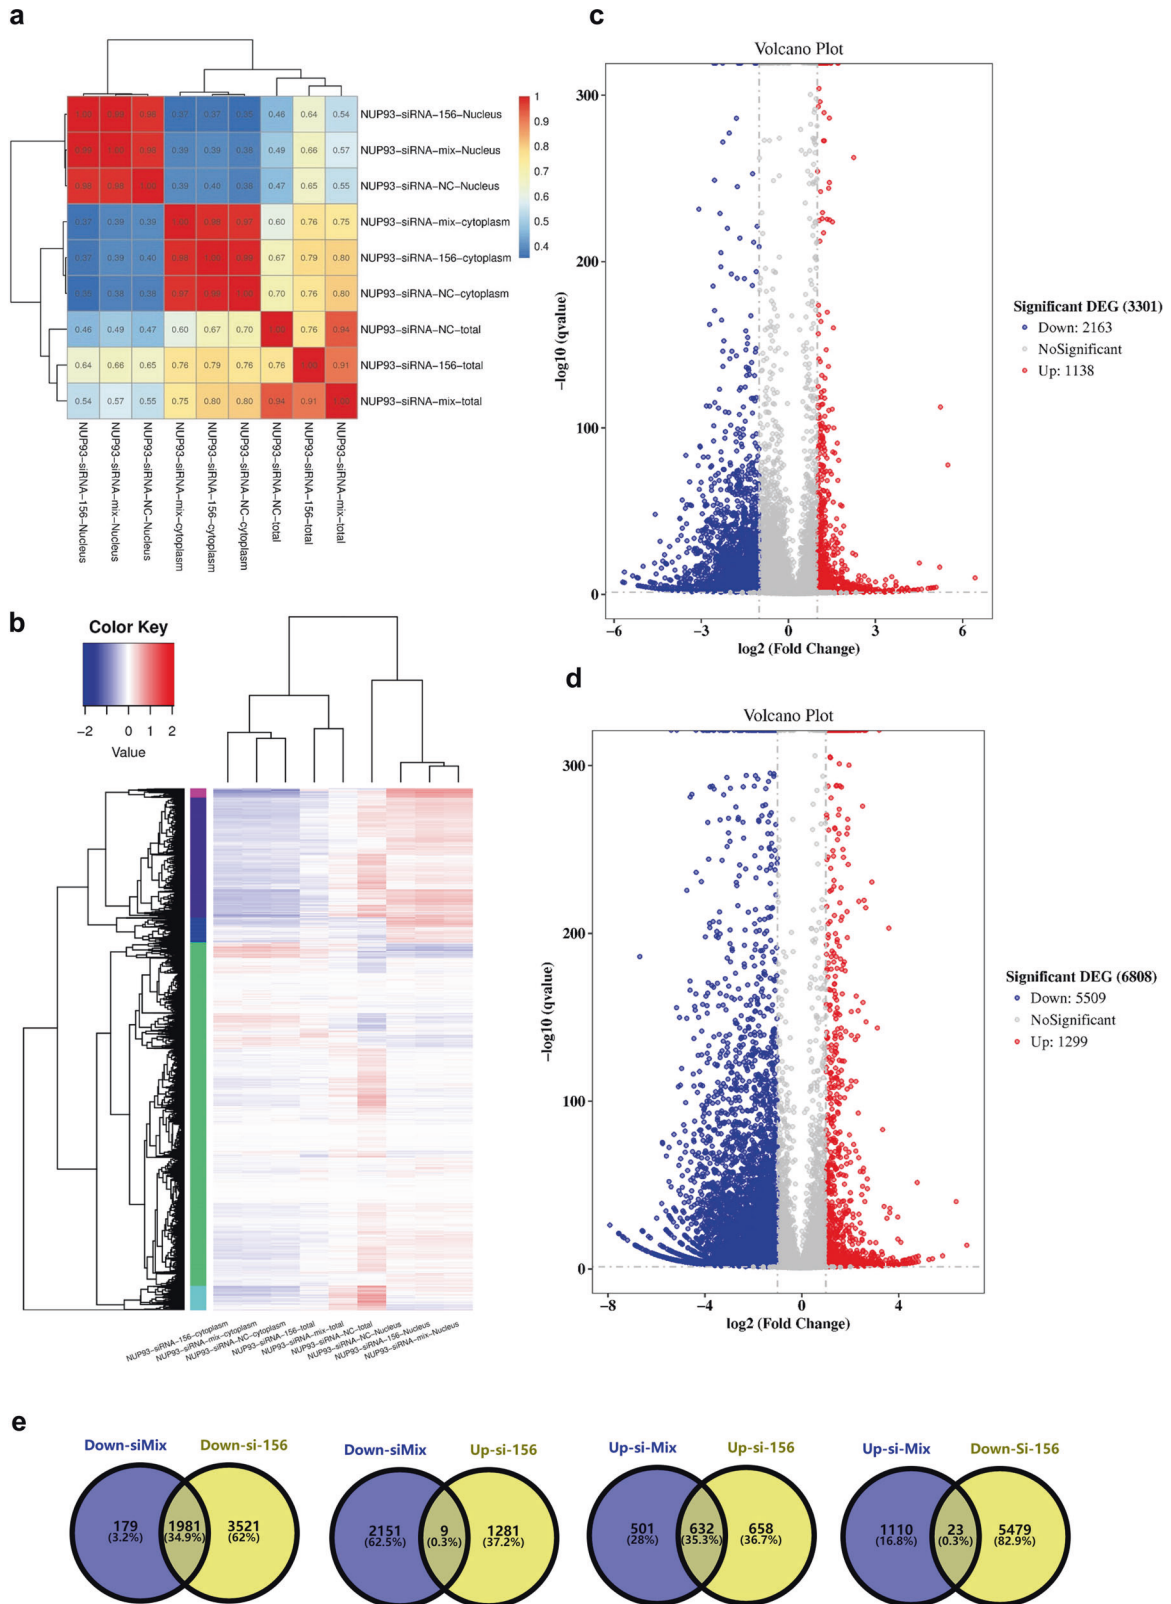 a
1
0.9
0.8
0.7
0.6
0.5
0.4
0.37 0.37 0.46 0.64 0.54 NUP93-siRNA-156-Nucleus
0.39 0.39 0.38 0.49 0.66 0.57 NUP93-siRNA-mix-Nucleus
0.98 0.98 0.39 0.40 0.38 0.47 0.65 0.55 NUP93-siRNA-NC-Nucleus
0.37 0.39 0.39 0.98 0.97 0.60 0.76 0.75 NUP93-siRNA-mix-cytoplasm
0.37 0.39 0.40 0.98 0.67 0.79 0.80 NUP93-siRNA-156-cytoplasm
0.38 0.38 0.97 0.70 0.76 0.80 NUP93-siRNA-NC-cytoplasm
0.46 0.49 0.47 0.60 0.67 0.70 1.00 0.76 0.94 NUP93-siRNA-NC-total
0.64 0.66 0.65 0.76 0.79 0.76 0.76 1.00 0.91 NUP93-siRNA-156-total
0.54 0.57 0.55 0.75 0.80 0.80 0.94 0.91 1.00 NUP93-siRNA-mix-total
NUP93-siRNA-156-Nucleus
NUP93-siRNA-mix-Nucleus
NUP93-siRNA-NC-Nucleus
NUP93-siRNA-mix-cytoplasm
NUP93-siRNA-156-cytoplasm
NUP93-siRNA-NC-cytoplasm
NUP93-siRNA-NC-total
NUP93-siRNA-156-total
NUP93-siRNA-mix-total
b
Color Key
−2 0 1 2
Value
NUP93-siRNA-156-cytoplasm
NUP93-siRNA-mix-cytoplasm
NUP93-siRNA-NC-cytoplasm
NUP93-siRNA-156-total
NUP93-siRNA-mix-total
NUP93-siRNA-NC-total
NUP93-siRNA-NC-Nucleus
NUP93-siRNA-156-Nucleus
NUP93-siRNA-mix-Nucleus
c
Volcano Plot
300
200
100
0
−log10 (qvalue)
−6 −3 0 3 6
log2 (Fold Change)
Significant DEG (3301)
Down: 2163
NoSignificant
Up: 1138
d
Volcano Plot
300
200
100
0
−log10 (qvalue)
−8 −4 0 4
log2 (Fold Change)
Significant DEG (6808)
Down: 5509
NoSignificant
Up: 1299
e
Down-siMix Down-si-156
179 1981 3521
(3.2%) (34.9%) (62%)
Down-siMix Up-si-156
2151 9 1281
(62.5%) (0.3%) (37.2%)
Up-si-Mix Up-si-156
501 632 658
(28%) (35.3%) (36.7%)
Up-si-Mix Down-Si-156
1110 23 5479
(16.8%) (0.3%) (82.9%)